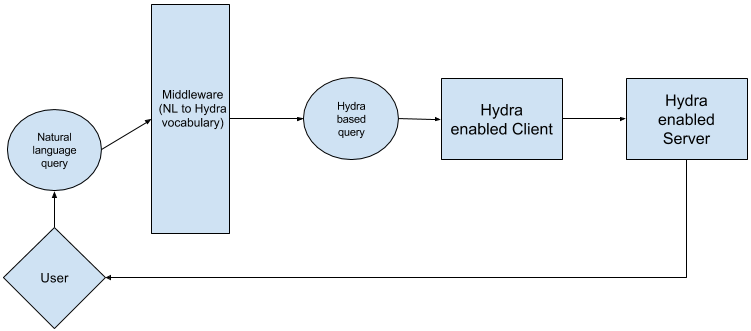 Natural
language
query
User
Middleware
(NL to Hydra
vocabulary)
Hydra
based
query
Hydra
enabled Client
Hydra
enabled
Server